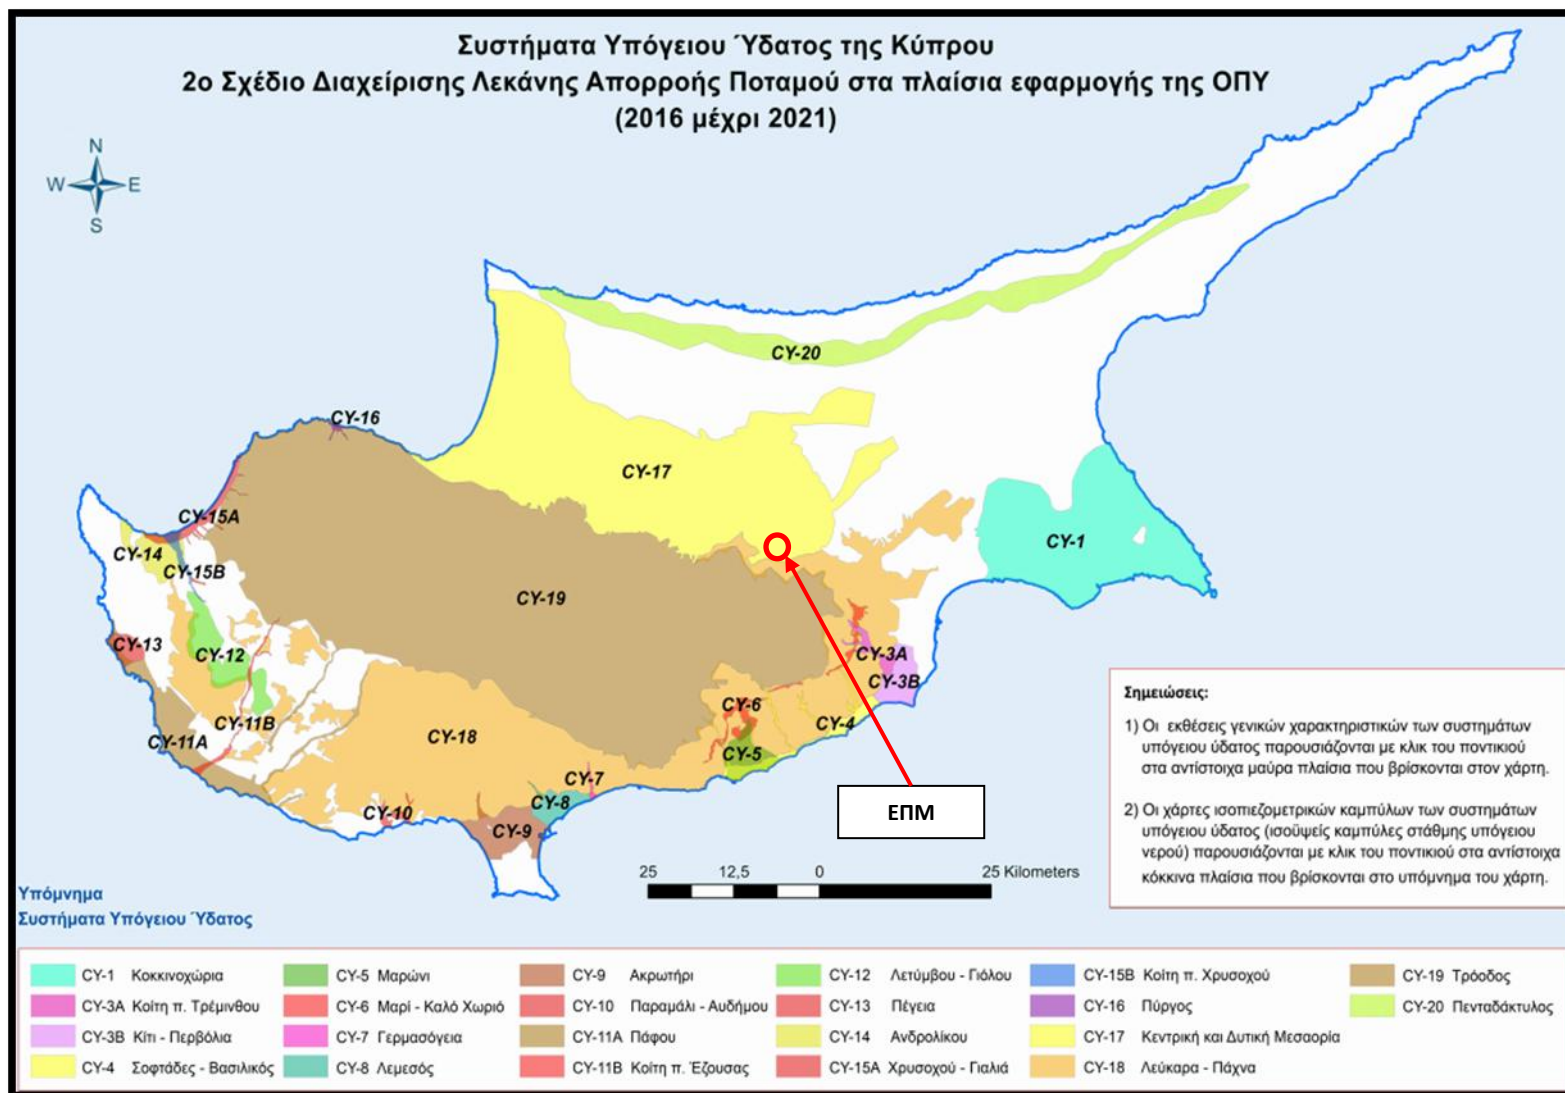 Συστήματα Υπόγειου Ύδατος της Κύπρου
2ο Σχέδιο Διαχείρισης Λεκάνης Απορροής Ποταμού στα πλαίσια εφαρμογής της ΟΠΥ
(2016 μέχρι 2021)
N
W E
S
CY-20
CY-16
CY-17
CY-15A
CY-14
CY-15B
CY-1
CY-19
CY-13
CY-12
CY-3A
CY-3B
CY-6
CY-11B
CY-4
CY-11A
CY-18
CY-5
CY-7
CY-8
CY-10
CY-9
ΕΠΜ
Σημειώσεις:
1) Οι εκθέσεις γενικών χαρακτηριστικών των συστημάτων
υπόγειου ύδατος παρουσιάζονται με κλικ του ποντικιού
στα αντίστοιχα μαύρα πλαίσια που βρίσκονται στον χάρτη.
2) Οι χάρτες ισοπιεζομετρικών καμπύλων των συστημάτων
υπόγειου ύδατος (ισοϋψείς καμπύλες στάθμης υπόγειου
νερού) παρουσιάζονται με κλικ του ποντικιού στα αντίστοιχα
κόκκινα πλαίσια που βρίσκονται στο υπόμνημα του χάρτη.
25 12,5 0 25 Kilometers
Υπόμνημα
Συστήματα Υπόγειου Ύδατος
CY-1 Κοκκινοχώρια
CY-3A Κοίτη π. Τρέμινθου
CY-3B Κίτι - Περβόλια
CY-4 Σοφτάδες - Βασιλικός
CY-5 Μαρώνι
CY-6 Μαρί - Καλό Χωριό
CY-7 Γερμασόγεια
CY-8 Λεμεσός
CY-9 Ακρωτήρι
CY-10 Παραμάλι - Αυδήμου
CY-11A Πάφου
CY-11B Κοίτη π. Έζουσας
CY-12 Λετύμβου - Γιόλου
CY-13 Πέγεια
CY-14 Ανδρολίκου
CY-15A Χρυσοχού - Γιαλιά
CY-15B Κοίτη π. Χρυσοχού
CY-16 Πύργος
CY-17 Κεντρική και Δυτική Μεσαορία
CY-18 Λεύκαρα - Πάχνα
CY-19 Τρόοδος
CY-20 Πενταδάκτυλος